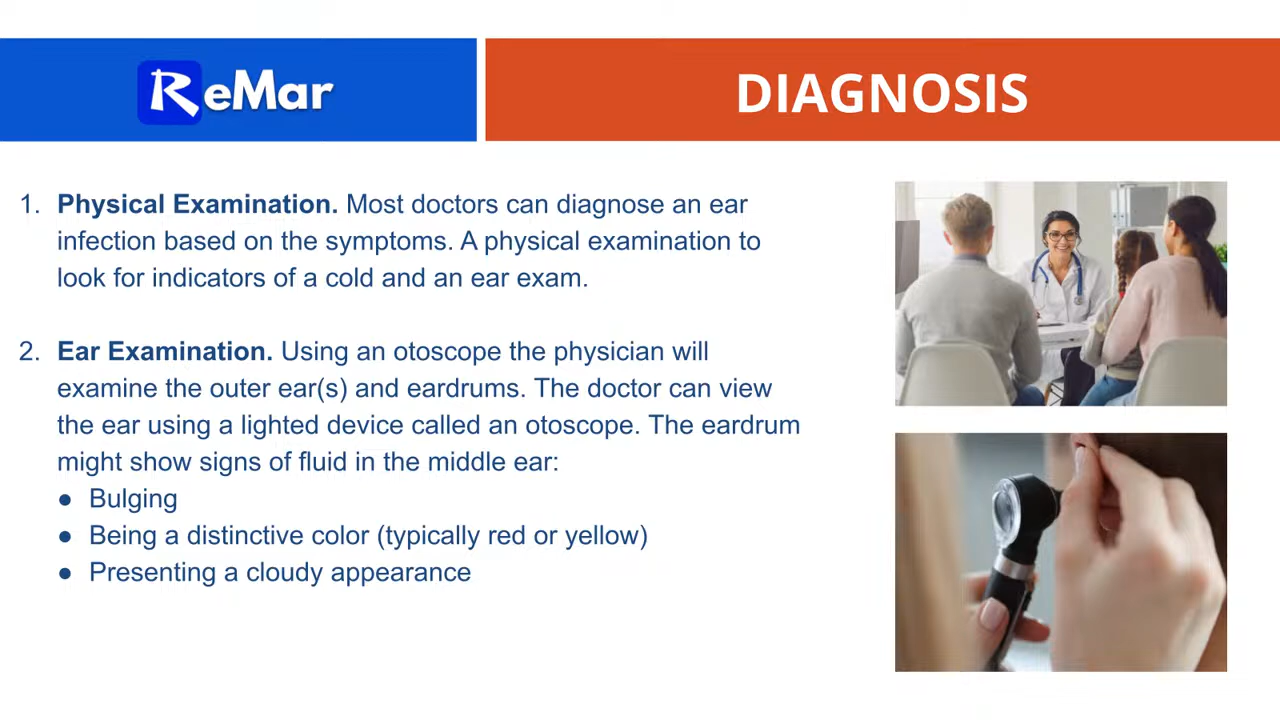 ReMar
DIAGNOSIS
1. Physical Examination. Most doctors can diagnose an ear
infection based on the symptoms. A physical examination to
look for indicators of a cold and an ear exam.
2. Ear Examination. Using an otoscope the physician will
examine the outer ear(s) and eardrums. The doctor can view
the ear using a lighted device called an otoscope. The eardrum
might show signs of fluid in the middle ear:
● Bulging
● Being a distinctive color (typically red or yellow)
● Presenting a cloudy appearance